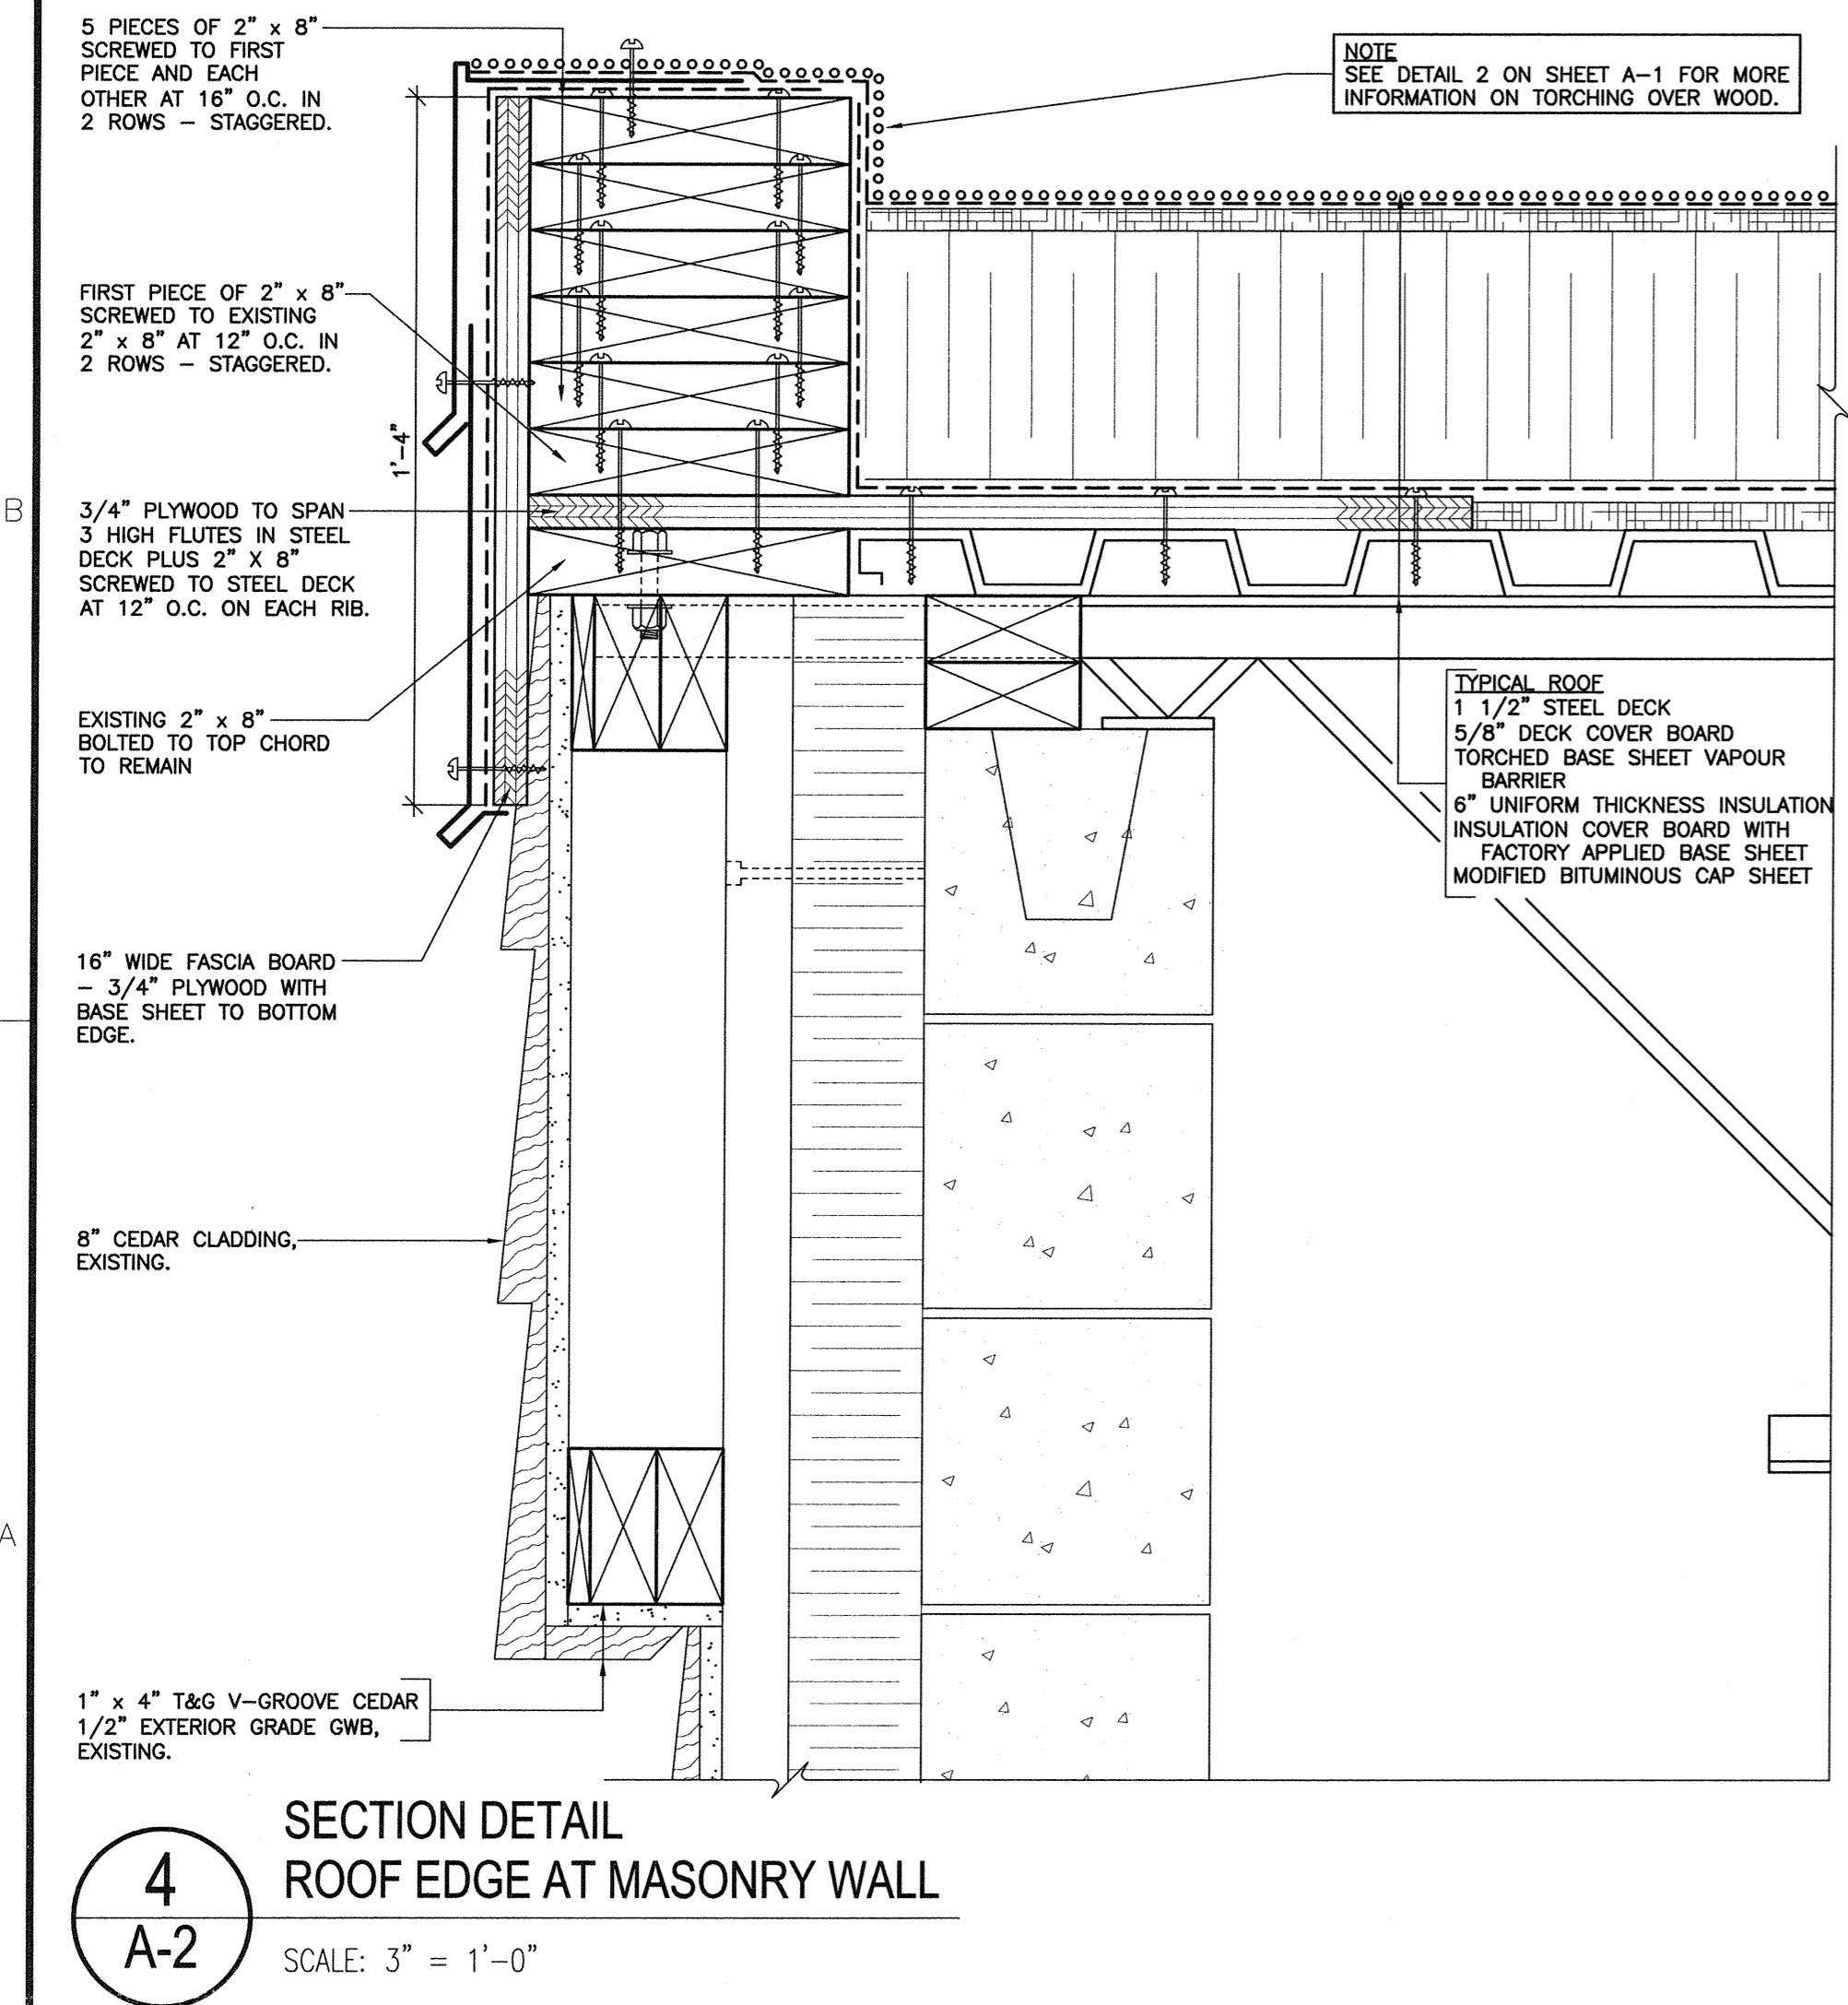 5 PIECES OF 2" x 8"
SCREWED TO FIRST
PIECE AND EACH
OTHER AT 16" O.C. IN
2 ROWS – STAGGERED.
NOTE
SEE DETAIL 2 ON SHEET A–1 FOR MORE
INFORMATION ON TORCHING OVER WOOD.
FIRST PIECE OF 2" x 8"
SCREWED TO EXISTING
2" x 8" AT 12" O.C. IN
2 ROWS – STAGGERED.
1'-4"
B
3/4" PLYWOOD TO SPAN
3 HIGH FLUTES IN STEEL
DECK PLUS 2" X 8"
SCREWED TO STEEL DECK
AT 12" O.C. ON EACH RIB.
EXISTING 2" x 8"
BOLTED TO TOP CHORD
TO REMAIN
TYPICAL ROOF
1 1/2" STEEL DECK
5/8" DECK COVER BOARD
TORCHED BASE SHEET VAPOUR
BARRIER
6" UNIFORM THICKNESS INSULATION
INSULATION COVER BOARD WITH
FACTORY APPLIED BASE SHEET
MODIFIED BITUMINOUS CAP SHEET
16" WIDE FASCIA BOARD
– 3/4" PLYWOOD WITH
BASE SHEET TO BOTTOM
EDGE.
8" CEDAR CLADDING,
EXISTING.
A
1" x 4" T&G V–GROOVE CEDAR
1/2" EXTERIOR GRADE GWB,
EXISTING.
SECTION DETAIL
ROOF EDGE AT MASONRY WALL
4
A-2
SCALE: 3" = 1'–0"